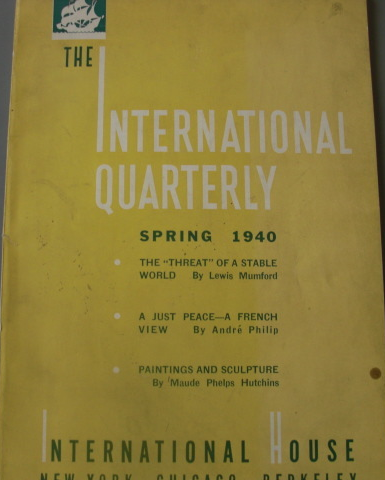 THE
INTERNATIONAL
QUARTERLY
SPRING 1940
THE "THREAT" OF A STABLE
WORLD By Lewis Mumford
A JUST PEACE—A FRENCH
VIEW By André Philip
PAINTINGS AND SCULPTURE
By Maude Phelps Hutchins
INTERNATIONAL HOUSE
NEW YORK CHICAGO BERKELEY